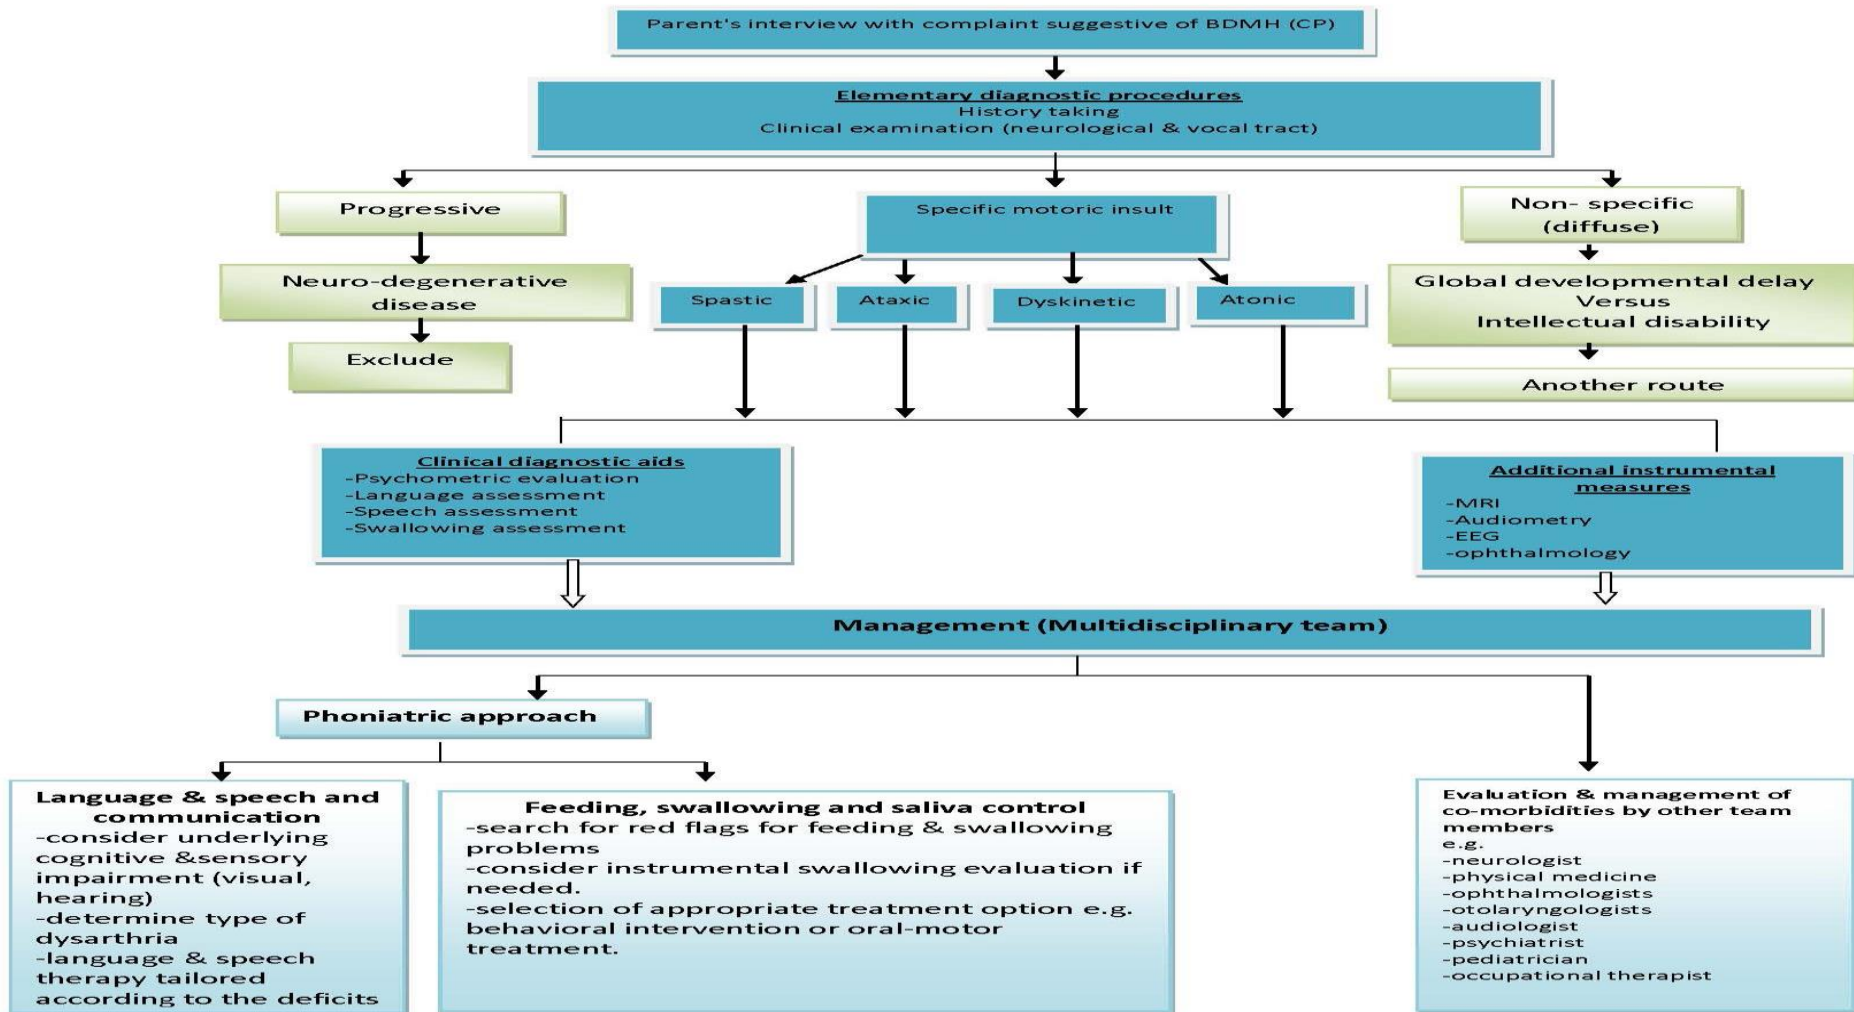 Parent's interview with complaint suggestive of BDMH (CP)
Elementary diagnostic procedures
History taking
Clinical examination (neurological & vocal tract)
Progressive
Specific motoric insult
Non- specific
(diffuse)
Neuro-degenerative
disease
Spastic
Ataxic
Dyskinetic
Atonic
Global developmental delay
Versus
Intellectual disability
Exclude
Another route
Clinical diagnostic aids
-Psychometric evaluation
-Language assessment
-Speech assessment
-Swallowing assessment
Additional instrumental
measures
-MRI
-Audiometry
-EEG
-ophthalmology
Management (Multidisciplinary team)
Phoniatric approach
Language & speech and
communication
-consider underlying
cognitive &sensory
impairment (visual,
hearing)
-determine type of
dysarthria
-language & speech
therapy tailored
according to the deficits
Feeding, swallowing and saliva control
-search for red flags for feeding & swallowing
problems
-consider instrumental swallowing evaluation if
needed.
-selection of appropriate treatment option e.g.
behavioral intervention or oral-motor
treatment.
Evaluation & management of
co-morbidities by other team
members
e.g.
-neurologist
-physical medicine
-ophthalmologists
-otolaryngologists
-audiologist
-psychiatrist
-pediatrician
-occupational therapist